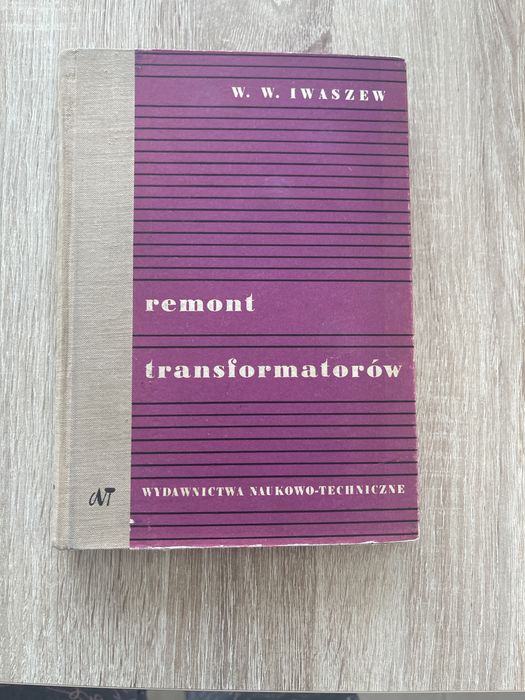 W. W. IWASZEW
remont
transformatorów
WYDAWNICTWA NAUKOWO-TECHNICZNE